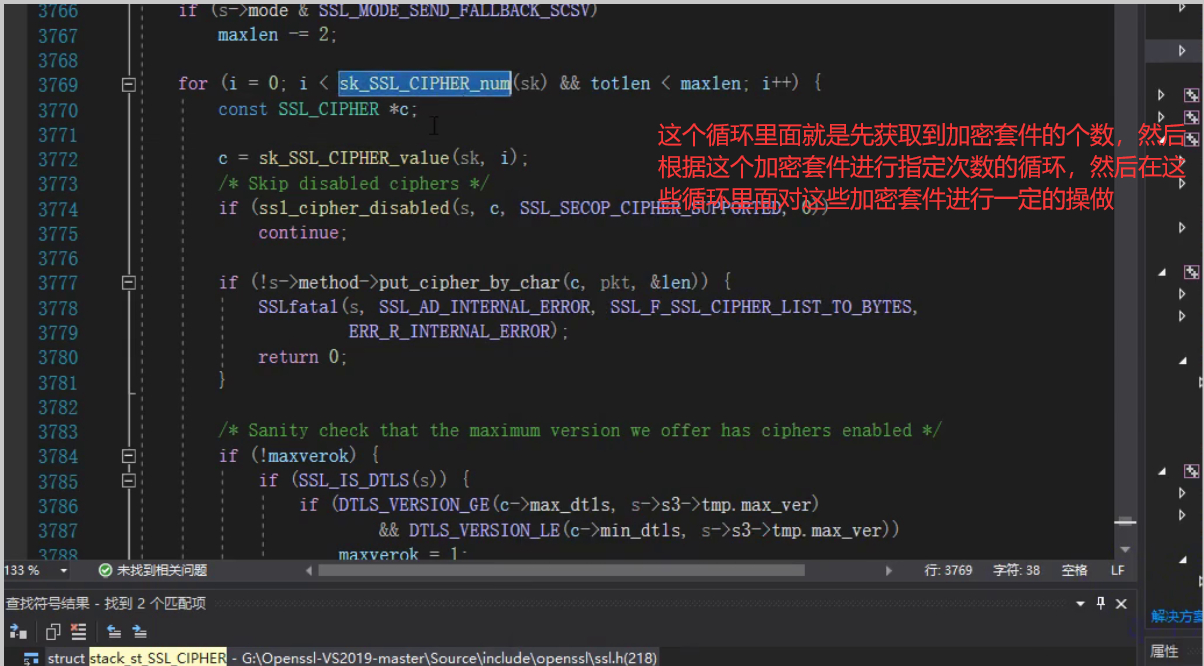 3766 if (s->mode & SSL_MODE_SEND_FALLBACK_SCSV)
3767 maxlen -= 2;
3768
3769 for (i = 0; i < sk_SSL_CIPHER_num(sk) && totlen < maxlen; i++) {
3770 const SSL_CIPHER *c;
3771
这个循环里面就是先获取到加密套件的个数，然后
3772 c = sk_SSL_CIPHER_value(sk, i);
根据这个加密套件进行指定次数的循环，然后在这
3773 /* Skip disabled ciphers */
些循环里面对这些加密套件进行一定的操做
3774 if (ssl_cipher_disabled(s, c, SSL_SECOP_CIPHER_SUPPORTED, 0))
3775 continue;
3776
3777 if (!s->method->put_cipher_by_char(c, pkt, &len)) {
3778 SSLfatal(s, SSL_AD_INTERNAL_ERROR, SSL_F_SSL_CIPHER_LIST_TO_BYTES,
3779 ERR_R_INTERNAL_ERROR);
3780 return 0;
3781 }
3782
3783 /* Sanity check that the maximum version we offer has ciphers enabled */
3784 if (!maxverok) {
3785 if (SSL_IS_DTLS(s)) {
3786 if (DTLS_VERSION_GE(c->max_dtls, s->s3->tmp.max_ver)
3787 && DTLS_VERSION_LE(c->min_dtls, s->s3->tmp.max_ver))
3788 maxverok = 1;
133 % 未找到相关问题 行: 3769 字符: 38 空格 LF
查找符号结果 - 找到 2 个匹配项
解决方案
struct stack_st_SSL_CIPHER - G:\Openssl-VS2019-master\Source\include\openssl\ssl.h(218)
属性